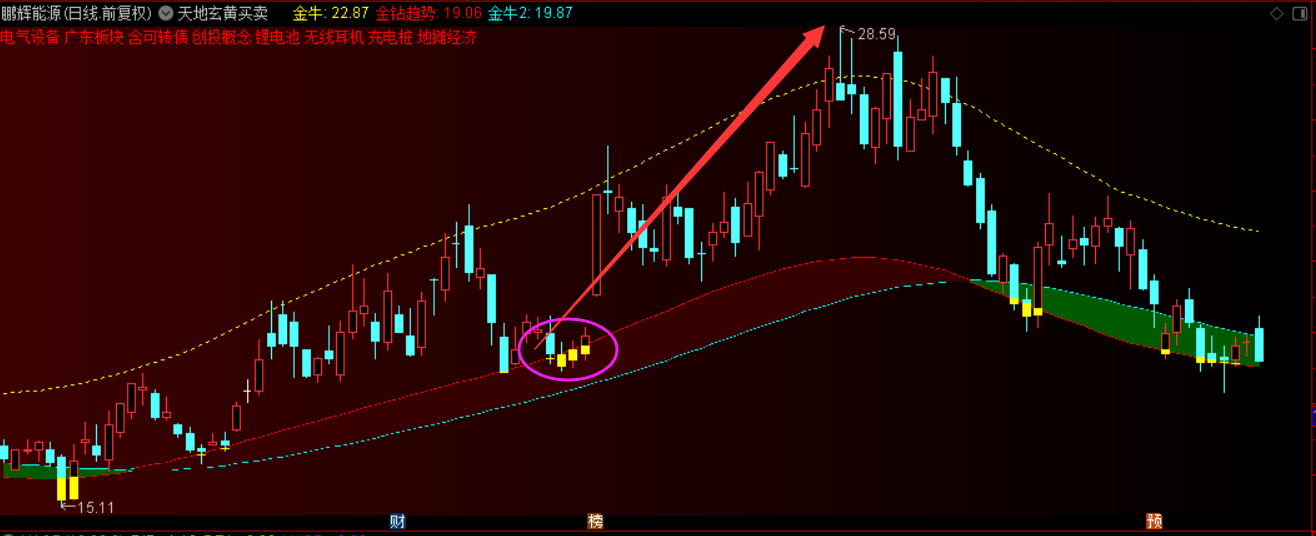 鹏辉能源(日线.前复权) 天地玄黄买卖 金牛: 22.87 金钻趋势: 19.06 金牛2: 19.87
电气设备 广东板块 含可转债 创投概念 锂电池 无线耳机 充电桩 地摊经济
28.59
15.11
财 榜 预